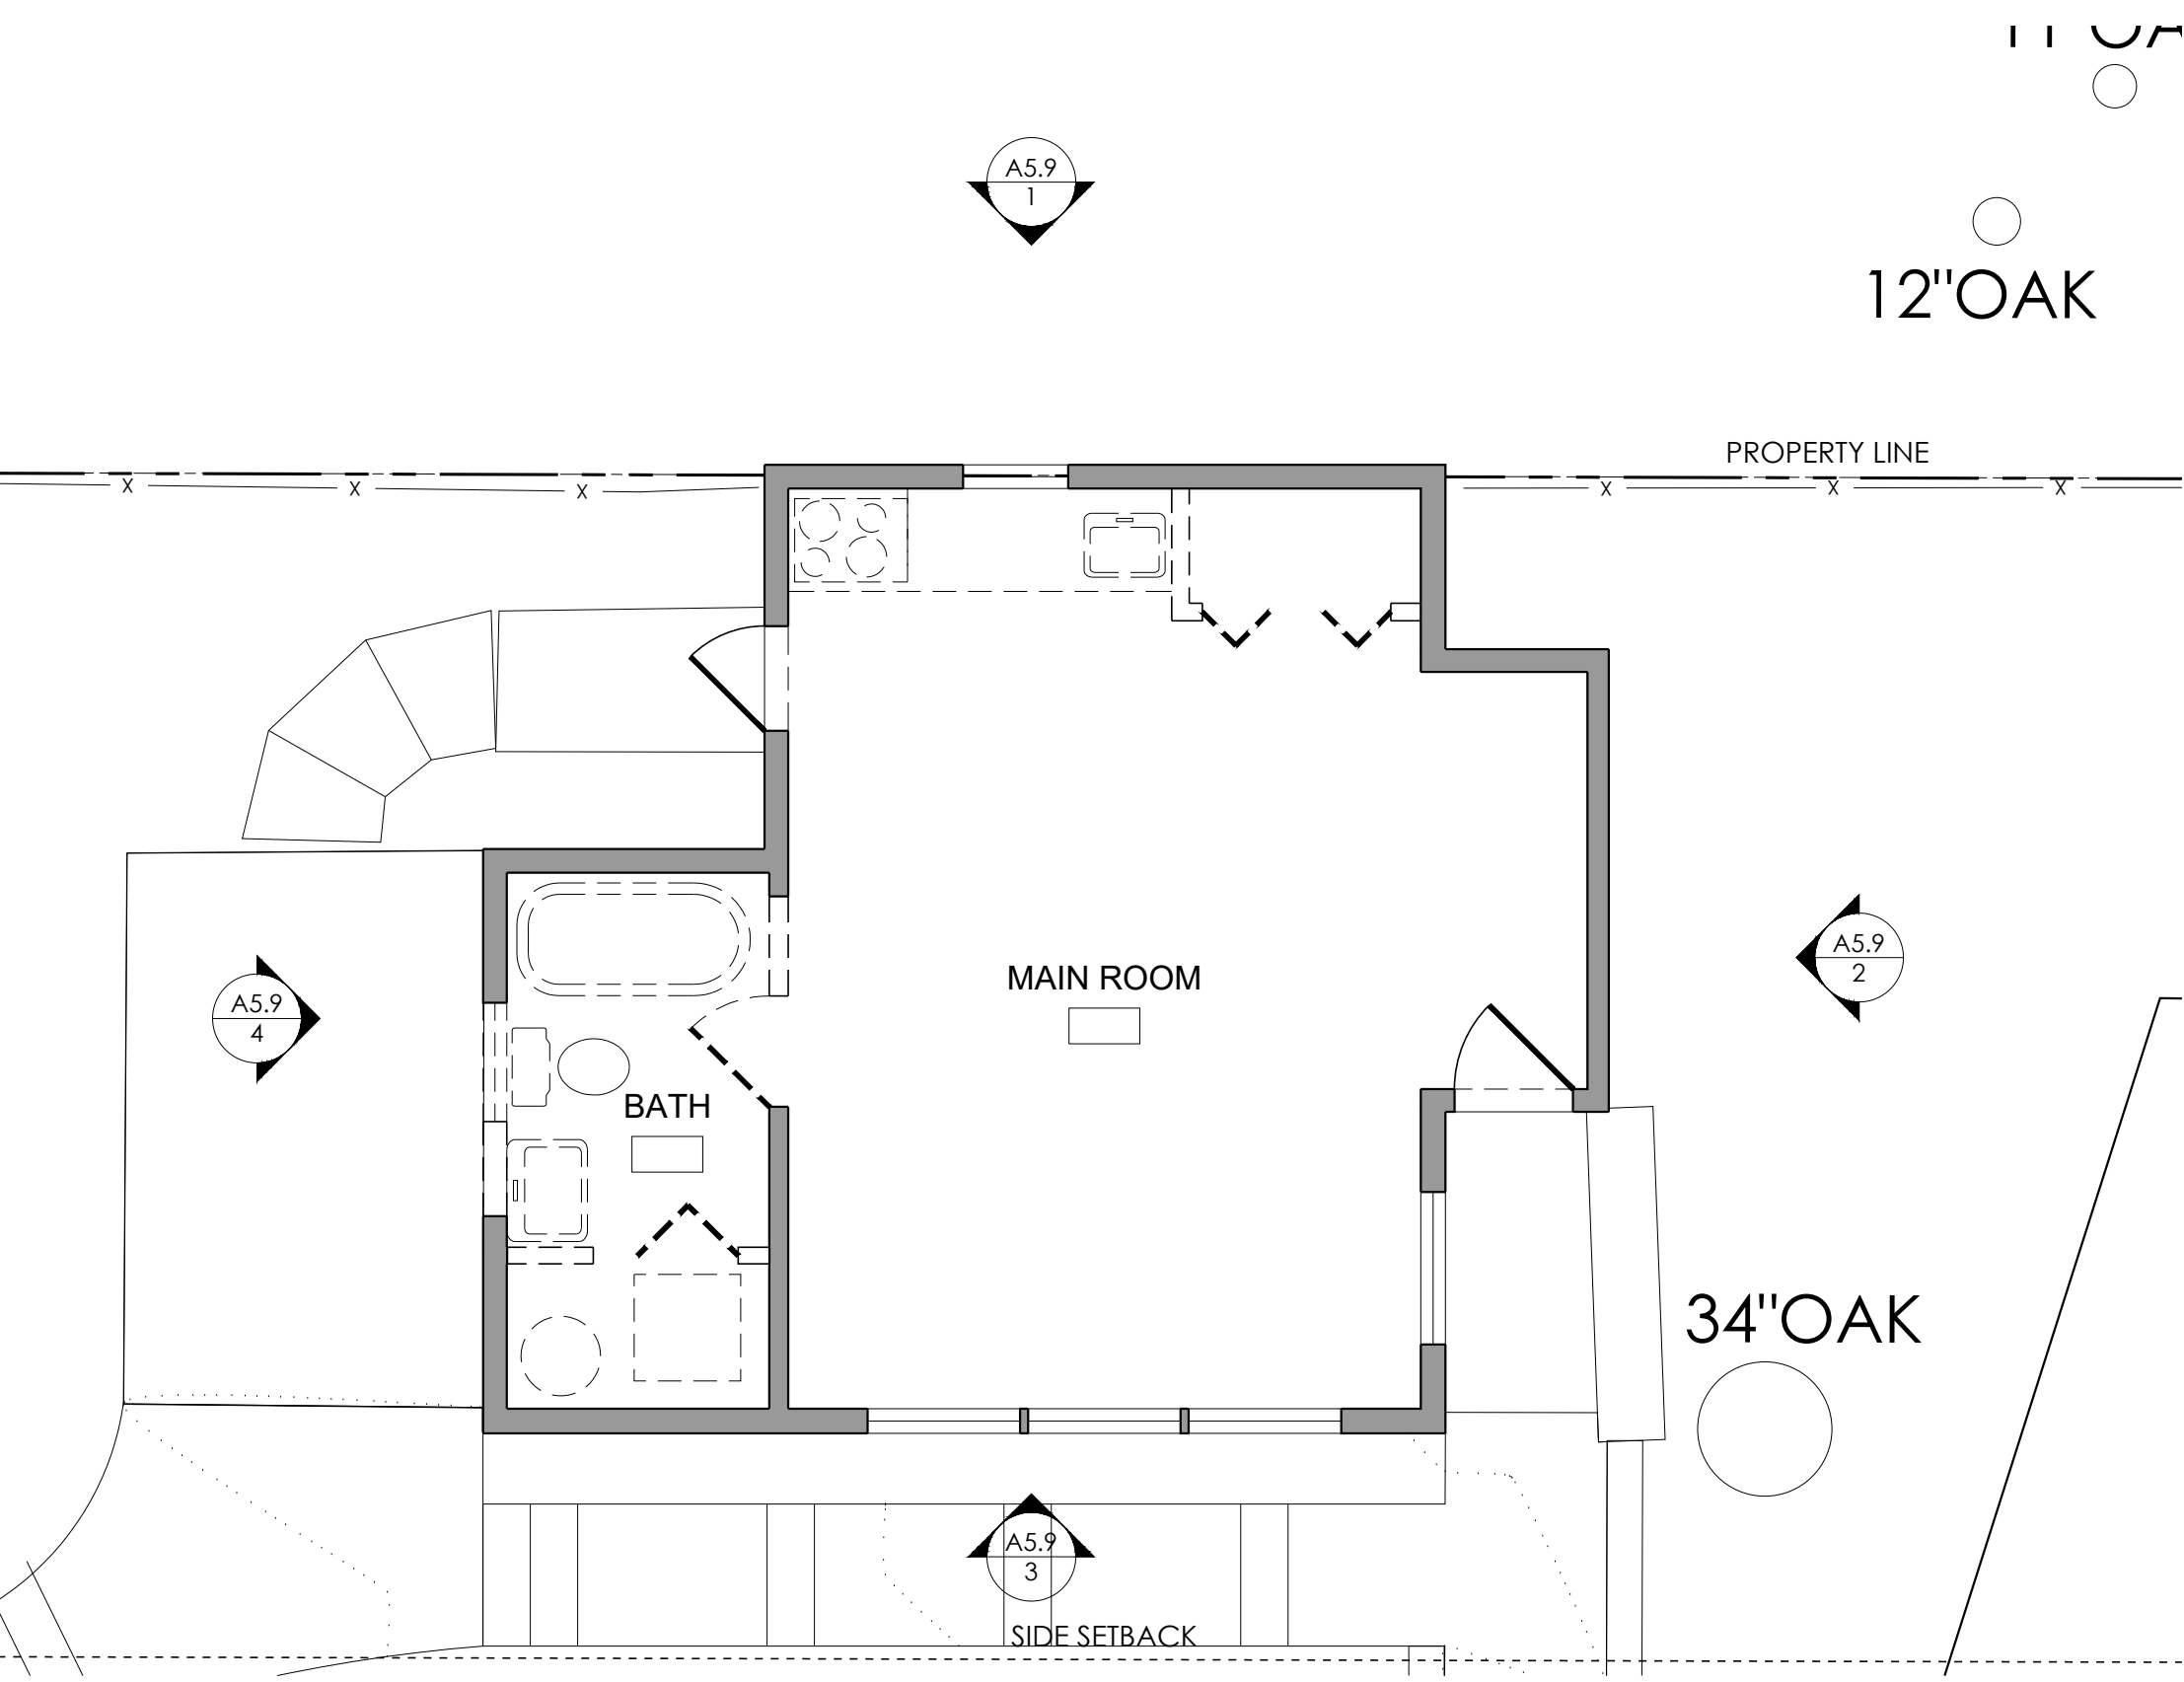 A5.9
1
12"OAK
PROPERTY LINE
X X X X X X
MAIN ROOM
A5.9
2
A5.9
4
BATH
34"OAK
A5.9
3
SIDE SETBACK